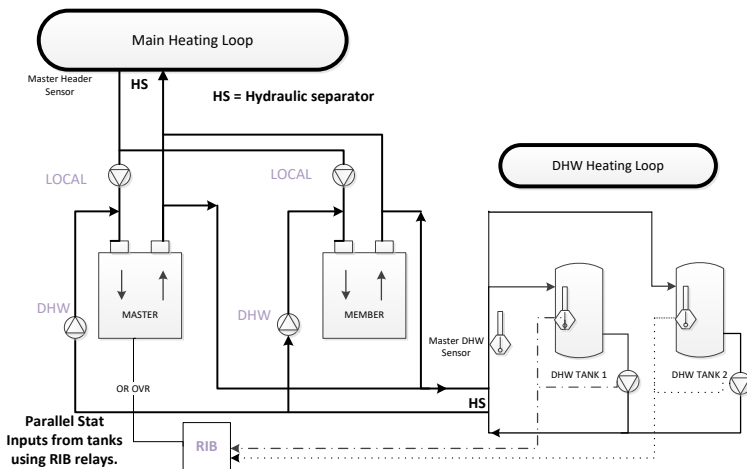 Main Heating Loop
Master Header
Sensor
HS
HS = Hydraulic separator
LOCAL
LOCAL
DHW Heating Loop
DHW
MASTER
DHW
MEMBER
Master DHW
Sensor
DHW TANK 1
DHW TANK 2
OR OVR
HS
Parallel Stat
Inputs from tanks
using RIB relays.
RIB